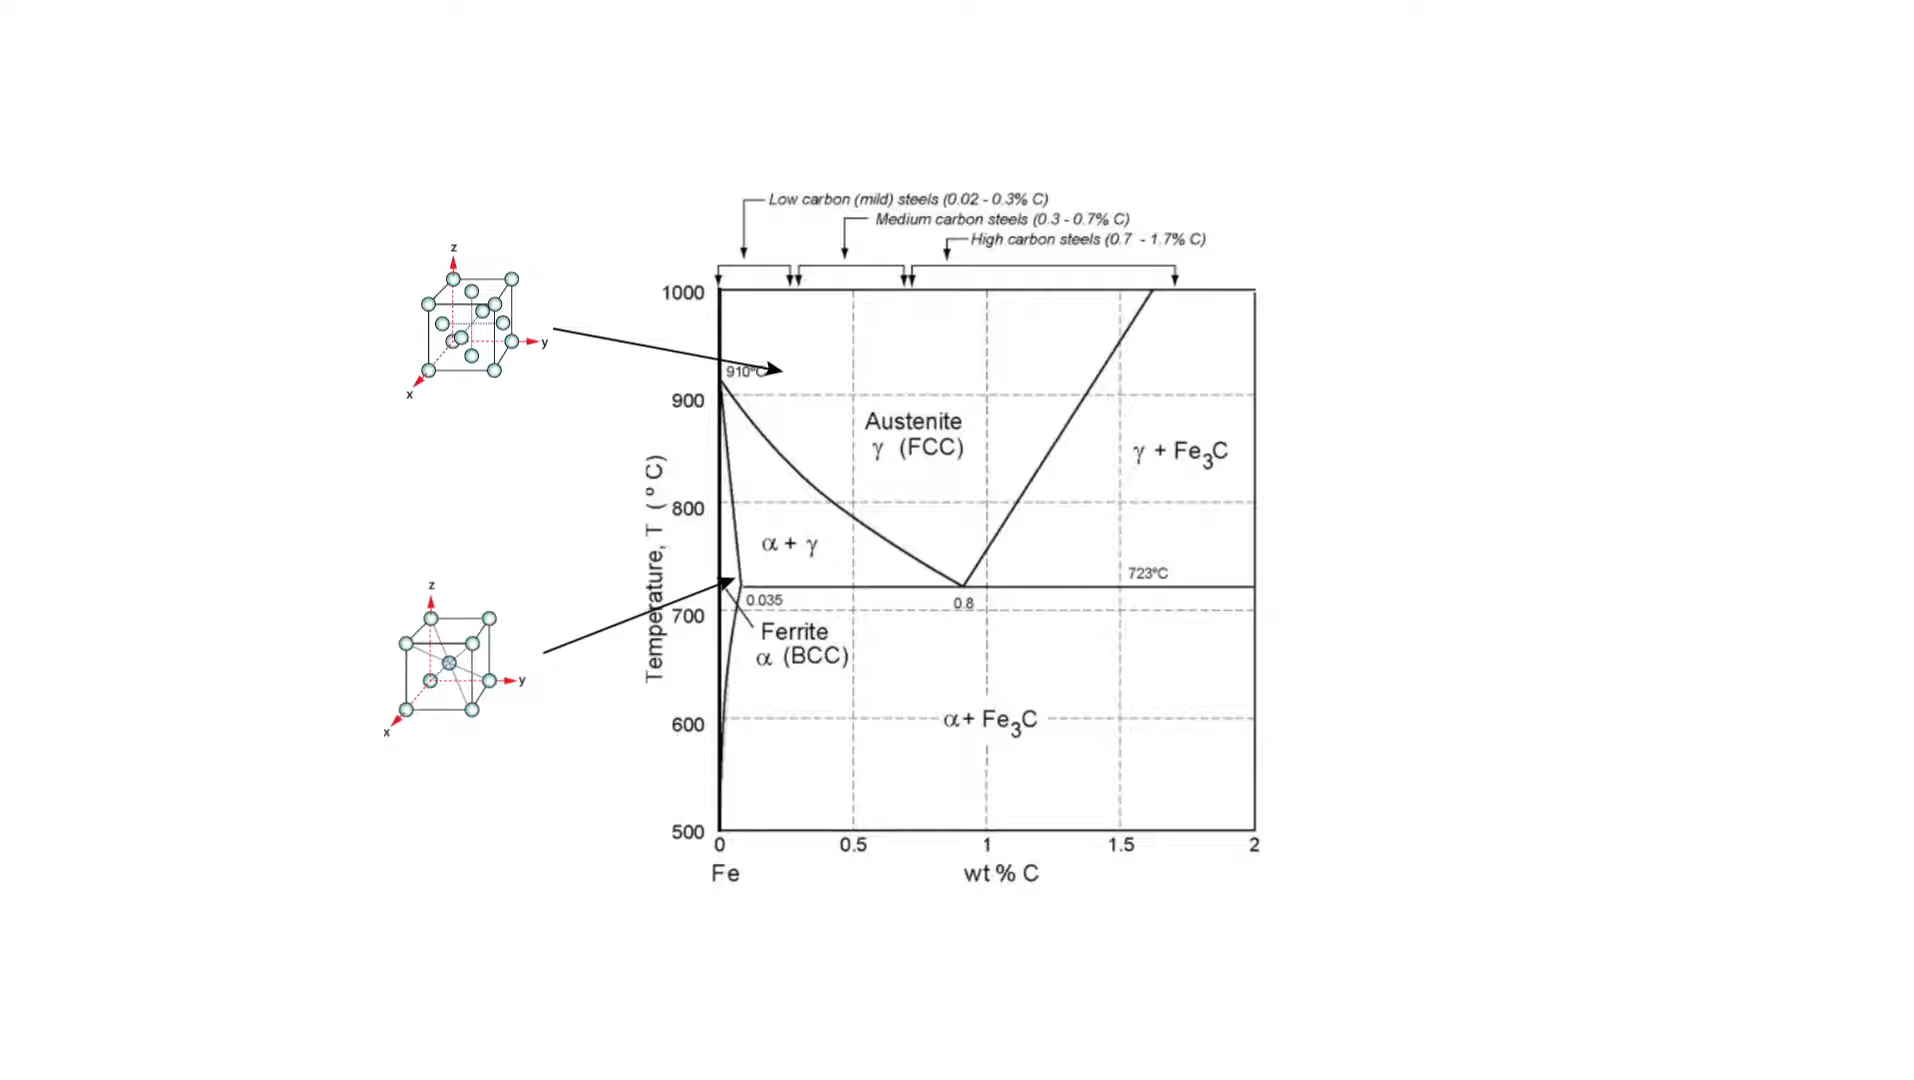 Low carbon (mild) steels (0.02 - 0.3% C)
Medium carbon steels (0.3 - 0.7% C)
High carbon steels (0.7 - 1.7% C)
z
y
x
z
y
x
Temperature, T ( º C)
1000
900
800
700
600
500
910ºC
Austenite
γ (FCC)
γ + Fe3C
α + γ
723ºC
0.035
0.8
Ferrite
α (BCC)
α+ Fe3C
0
0.5
1
1.5
2
Fe
wt % C